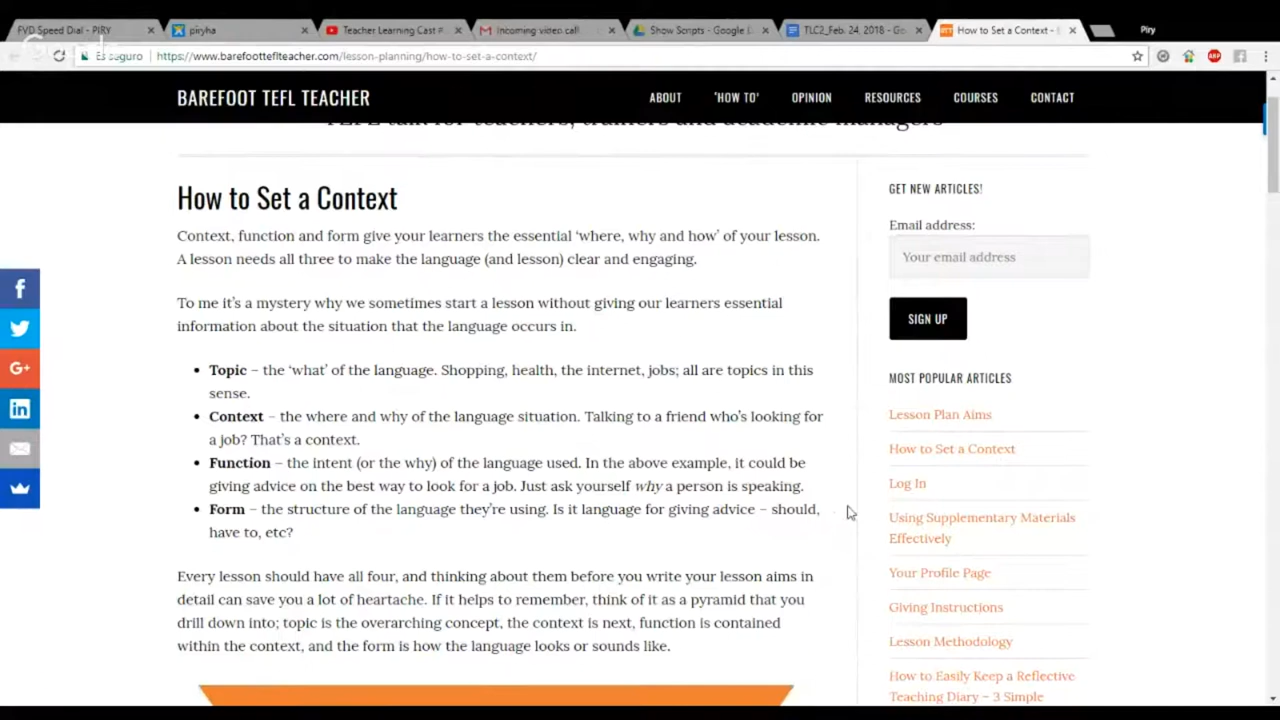 FVD Speed Dial - PIRY
piryha
Teacher Learning Cast #
Incoming video call
Show Scripts - Google D
TLC2_Feb. 24, 2018 - Go
How to Set a Context -
Piry
Es seguro
https://www.barefootteflteacher.com/lesson-planning/how-to-set-a-context/
BAREFOOT TEFL TEACHER
ABOUT
'HOW TO'
OPINION
RESOURCES
COURSES
CONTACT
TEFL talk for teachers, trainers and academic managers
How to Set a Context
Context, function and form give your learners the essential 'where, why and how' of your lesson.
A lesson needs all three to make the language (and lesson) clear and engaging.
To me it's a mystery why we sometimes start a lesson without giving our learners essential
information about the situation that the language occurs in.
• Topic – the 'what' of the language. Shopping, health, the internet, jobs; all are topics in this
sense.
• Context – the where and why of the language situation. Talking to a friend who's looking for
a job? That's a context.
• Function – the intent (or the why) of the language used. In the above example, it could be
giving advice on the best way to look for a job. Just ask yourself why a person is speaking.
• Form – the structure of the language they're using. Is it language for giving advice – should,
have to, etc?
Every lesson should have all four, and thinking about them before you write your lesson aims in
detail can save you a lot of heartache. If it helps to remember, think of it as a pyramid that you
drill down into; topic is the overarching concept, the context is next, function is contained
within the context, and the form is how the language looks or sounds like.
GET NEW ARTICLES!
Email address:
Your email address
SIGN UP
MOST POPULAR ARTICLES
Lesson Plan Aims
How to Set a Context
Log In
Using Supplementary Materials
Effectively
Your Profile Page
Giving Instructions
Lesson Methodology
How to Easily Keep a Reflective
Teaching Diary – 3 Simple